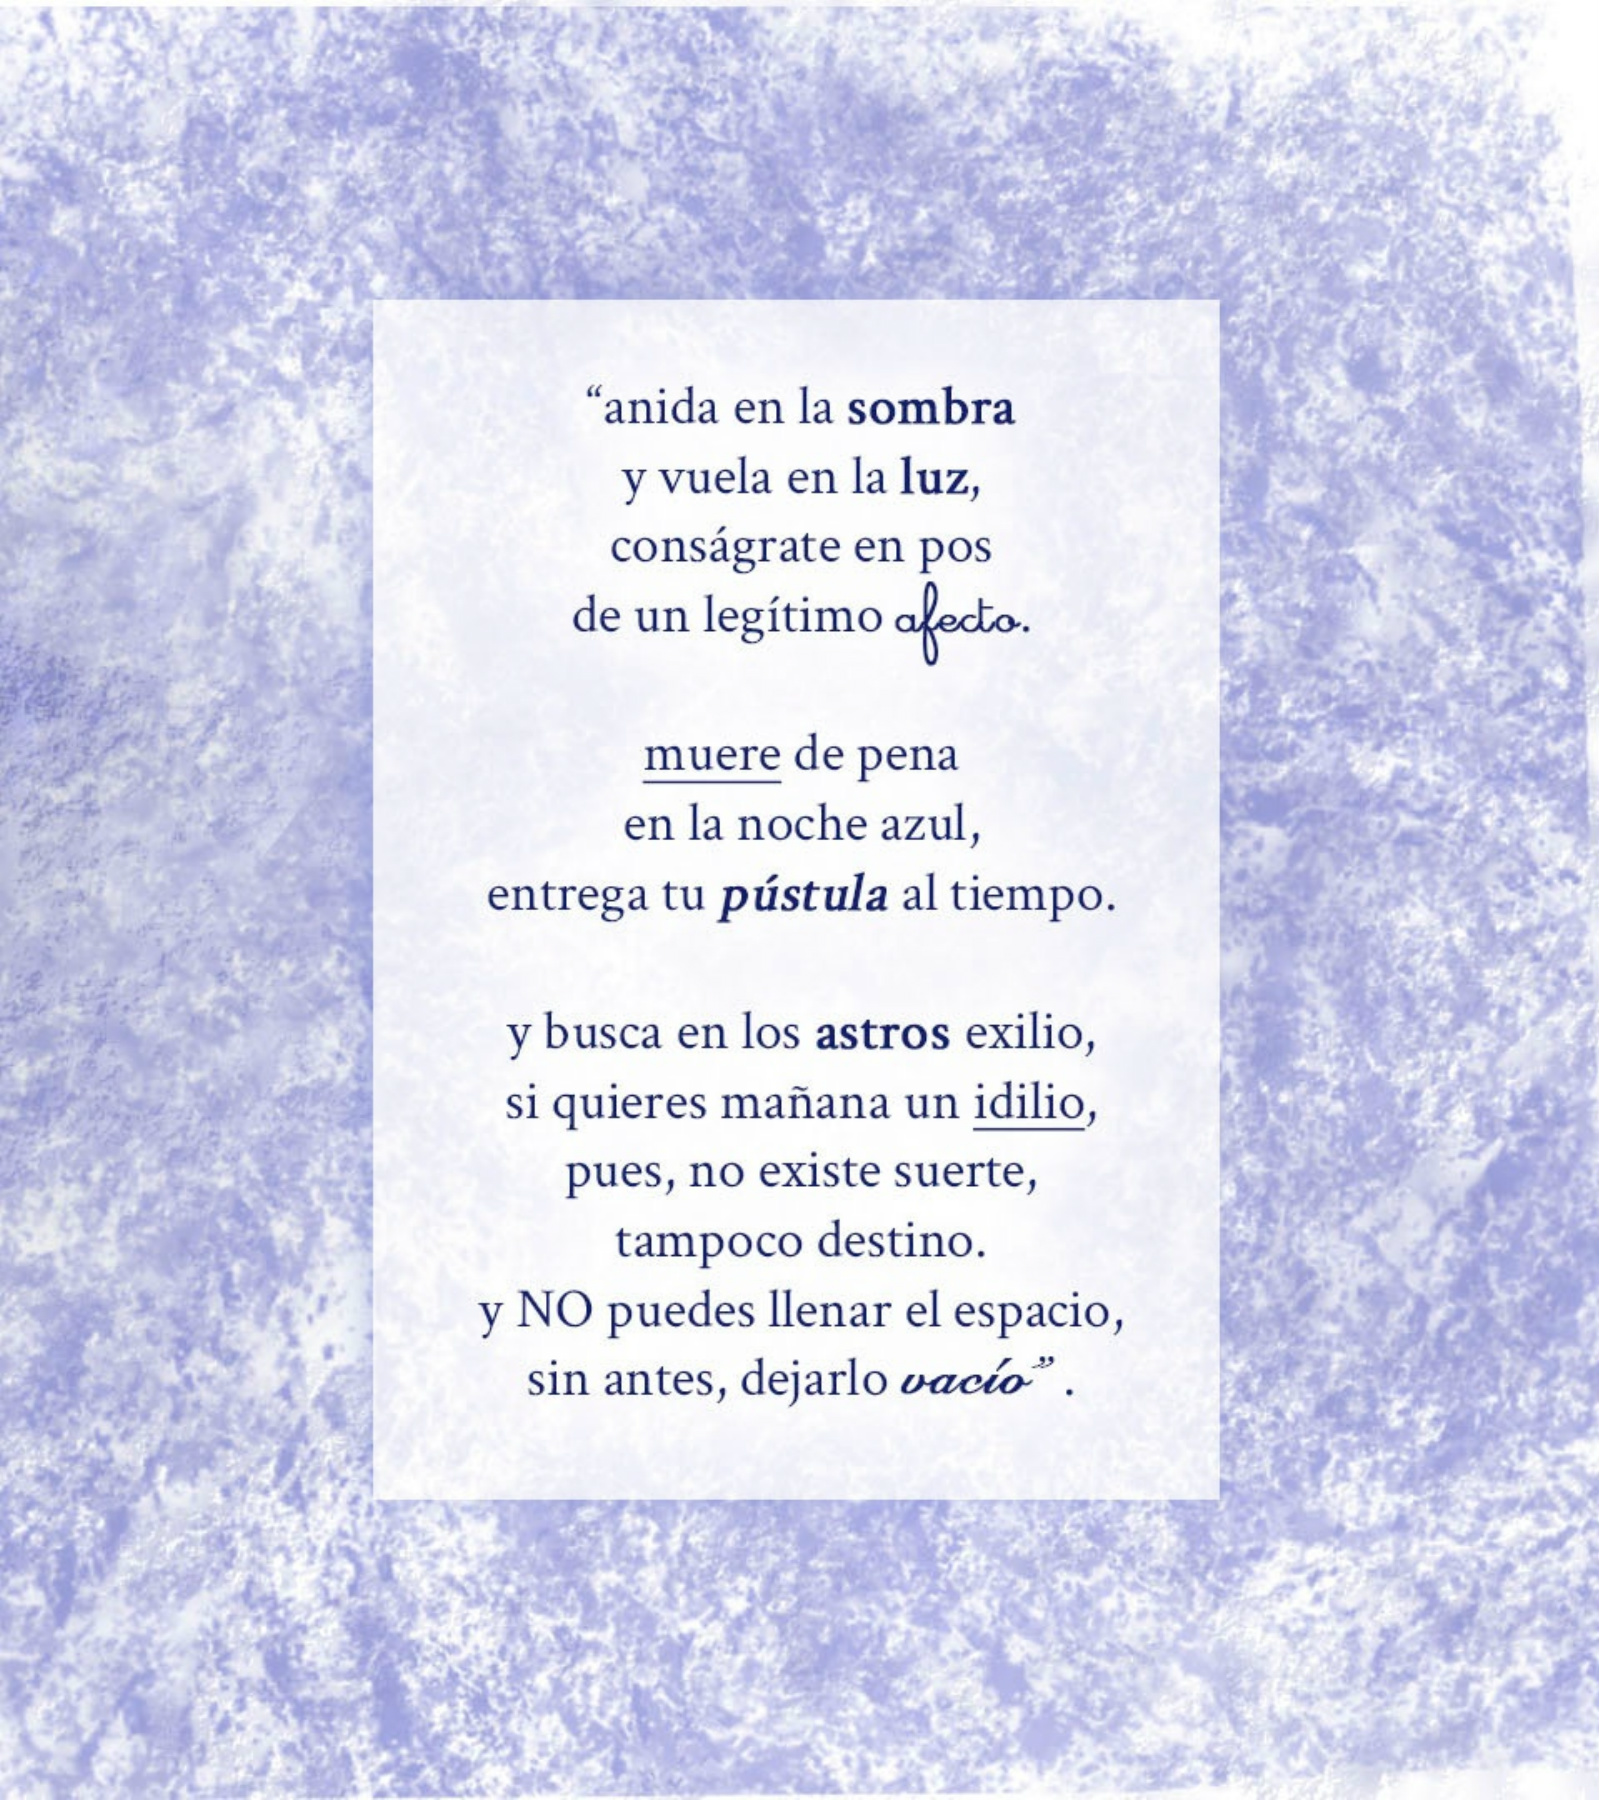 “anida en la sombra
y vuela en la luz,
conságrate en pos
de un legítimo afecto.
muere de pena
en la noche azul,
entrega tu pústula al tiempo.
y busca en los astros exilio,
si quieres mañana un idilio,
pues, no existe suerte,
tampoco destino.
y NO puedes llenar el espacio,
sin antes, dejarlo vacío” .